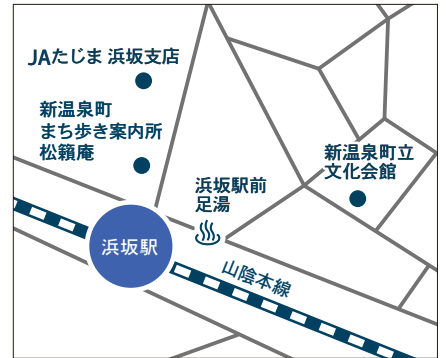 JAたじま 浜坂支店
新温泉町
まち歩き案内所
松籟庵
新温泉町立
文化会館
浜坂駅前
足湯
浜坂駅
山陰本線